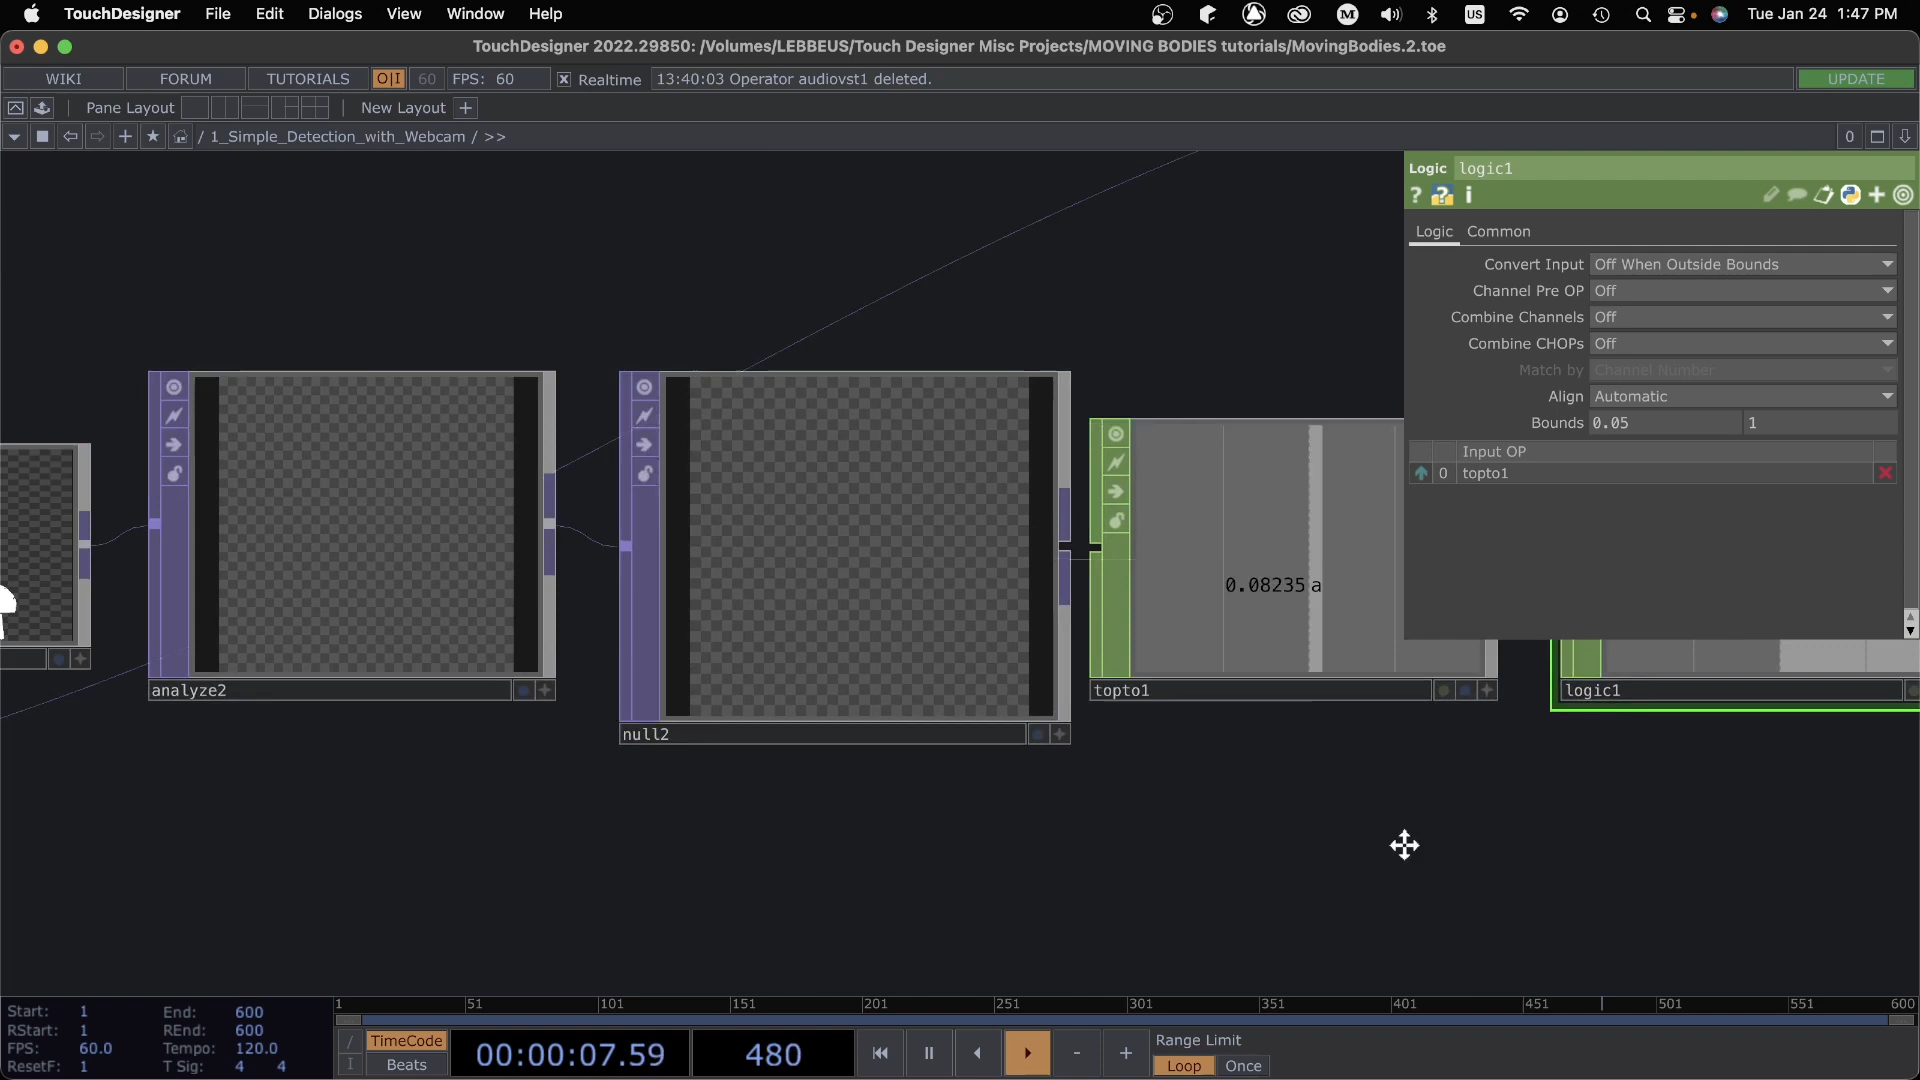 TouchDesigner File Edit Dialogs View Window Help M US Tue Jan 24 1:47 PM
TouchDesigner 2022.29850: /Volumes/LEBBEUS/Touch Designer Misc Projects/MOVING BODIES tutorials/MovingBodies.2.toe
WIKI FORUM TUTORIALS O|I 60 FPS: 60 Realtime 13:40:03 Operator audiovst1 deleted. UPDATE
Pane Layout New Layout +
/ 1_Simple_Detection_with_Webcam / >> 0
Logic logic1
? ? i
Logic Common
Convert Input Off When Outside Bounds
Channel Pre OP Off
Combine Channels Off
Combine CHOPs Off
Match by Channel Number
Align Automatic
Bounds 0.05 1
Input OP
0 topto1
0.08235 a
analyze2
null2
topto1
logic1
1 51 101 151 201 251 301 351 401 451 501 551 600
Start: 1 End: 600
RStart: 1 REnd: 600
FPS: 60.0 Tempo: 120.0
ResetF: 1 T Sig: 4 4
/ TimeCode
I Beats
00:00:07.59 480
- +
Range Limit
Loop Once